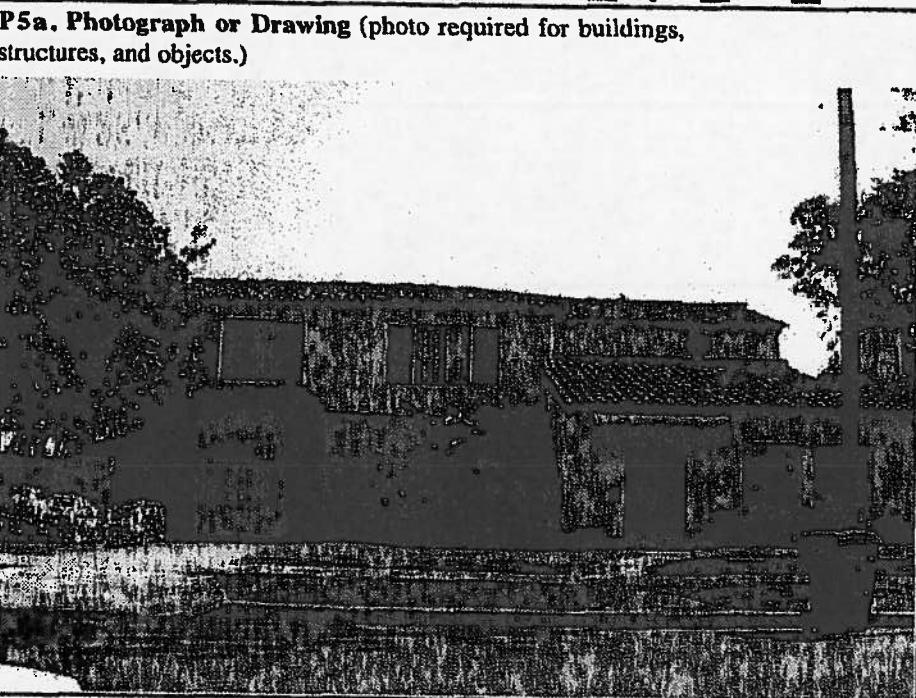 P5a. Photograph or Drawing (photo required for buildings,
structures, and objects.)